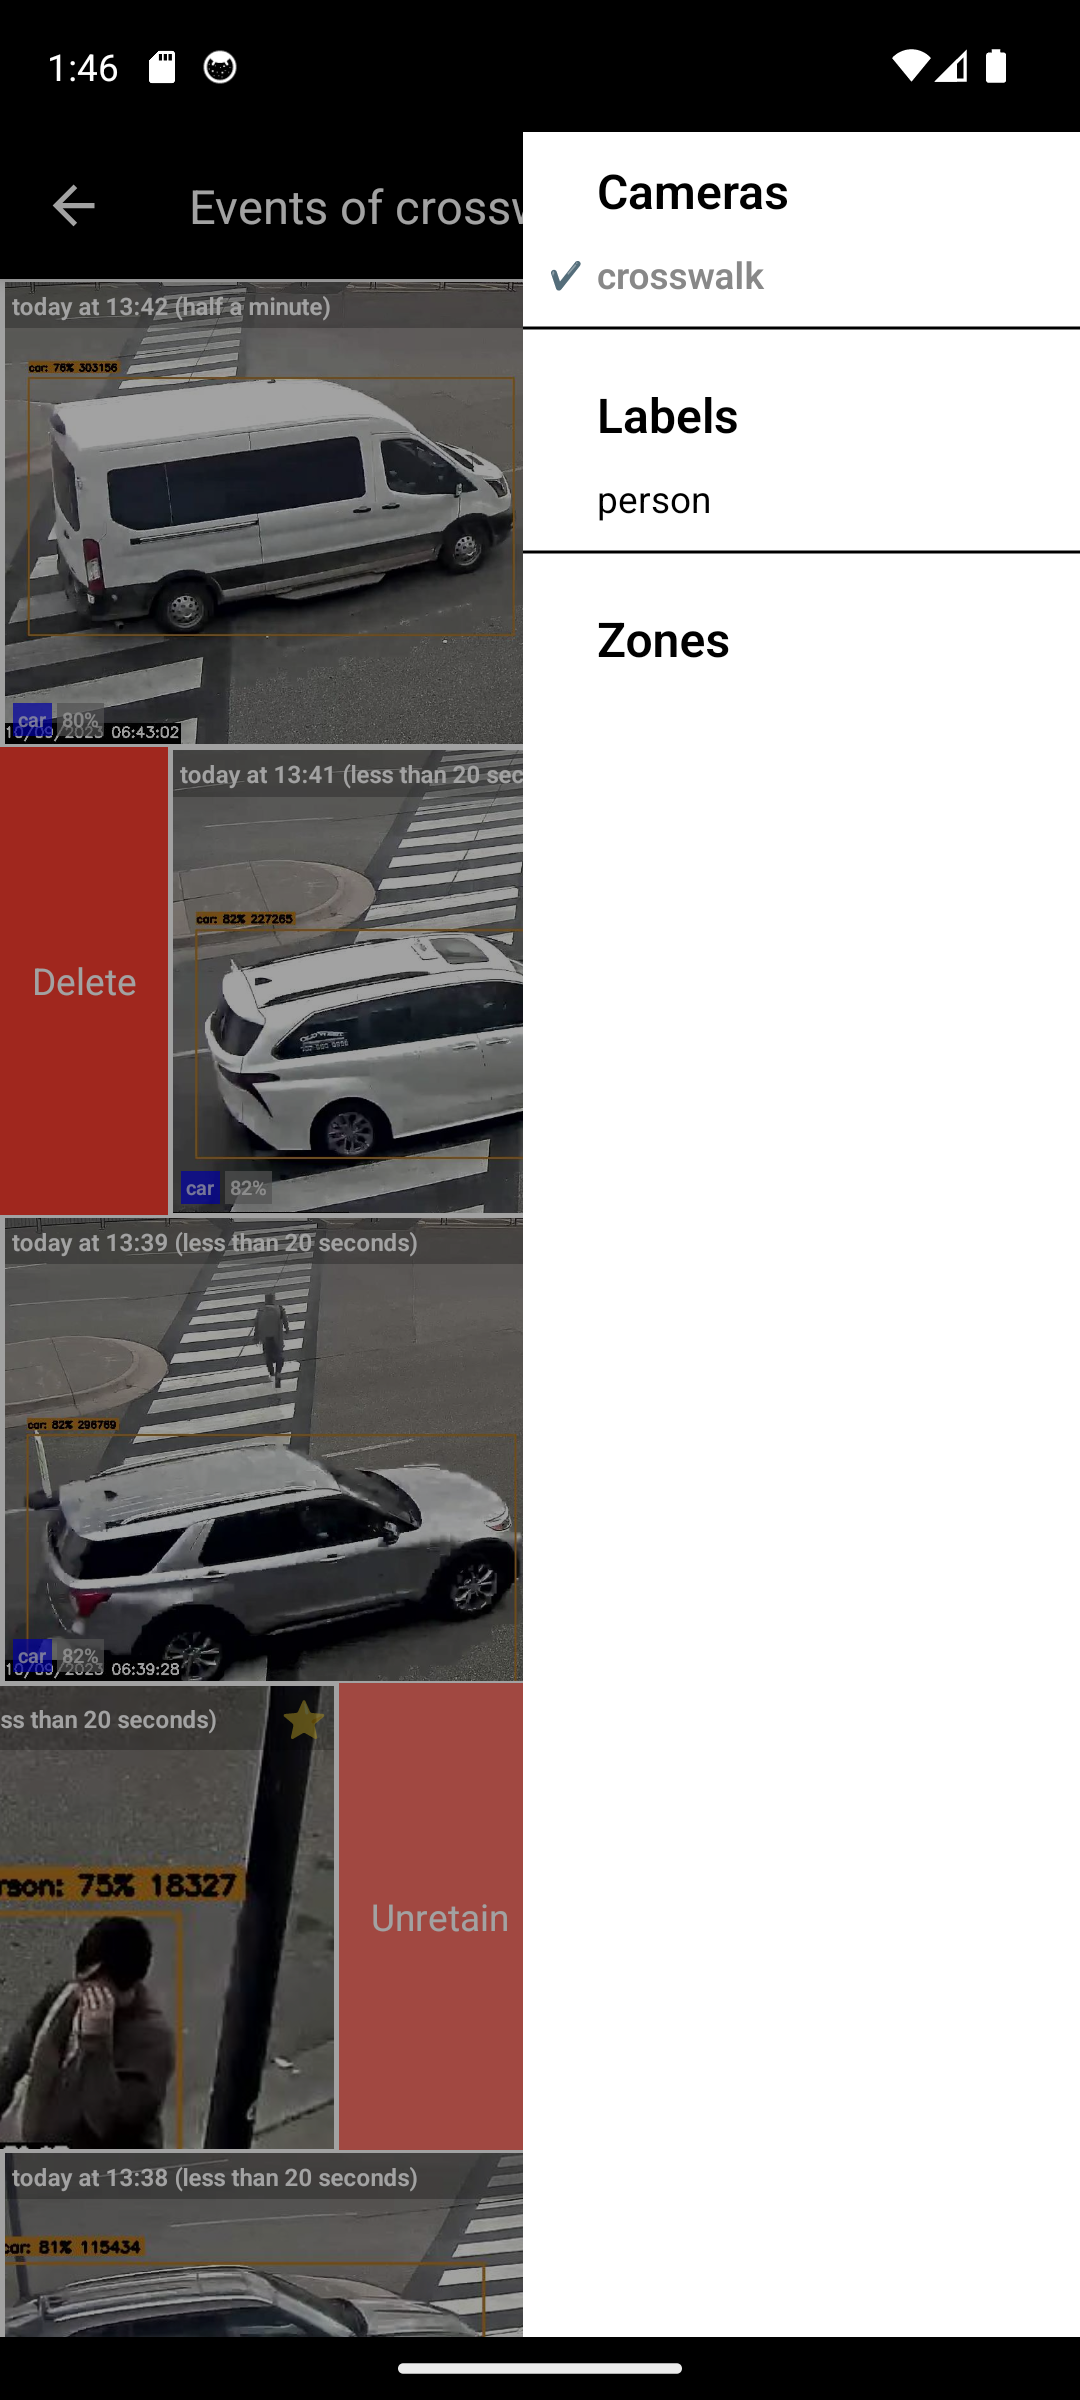 1:46
Events of crossw
Cameras
✔ crosswalk
Labels
person
Zones
today at 13:42 (half a minute)
car: 76% 303156
car 80%
10/09/2023 06:43:02
today at 13:41 (less than 20 sec
Delete
car: 82% 227265
car 82%
today at 13:39 (less than 20 seconds)
car: 82% 296769
car 82%
10/09/2023 06:39:28
ss than 20 seconds)
rson: 75% 18327
Unretain
today at 13:38 (less than 20 seconds)
car: 81% 115434